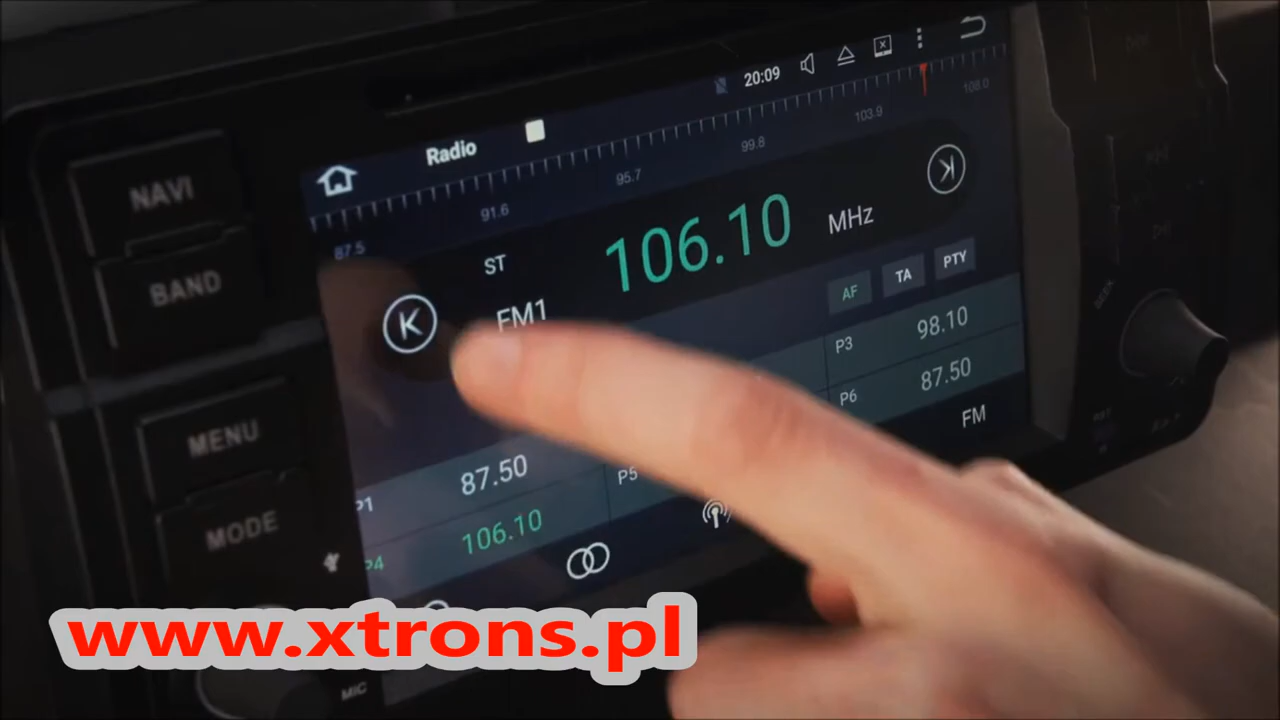 20:09
Radio
87.5 91.6 95.7 99.8 103.9 108.0
NAVI
BAND
MENU
MODE
MIC
ST
FM1
106.10 MHz
AF TA PTY
P1 87.50
P3 98.10
P4 106.10
P5
P6 87.50
FM
SEEK
www.xtrons.pl